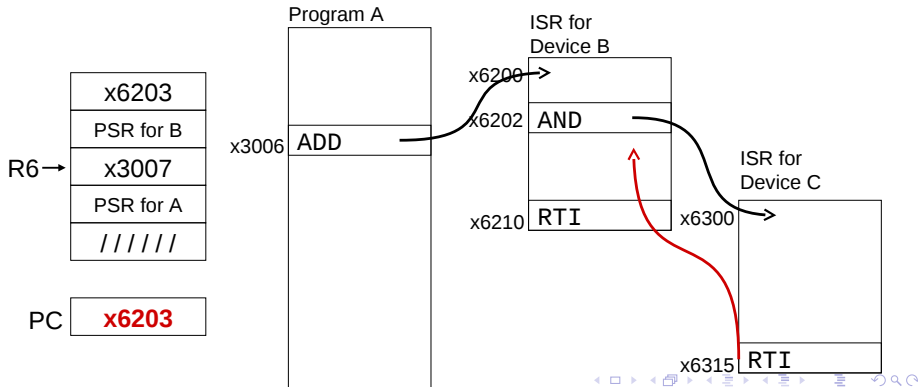 Program A
ISR for
Device B
x6200
x6203
PSR for B
x6202 AND
x3006 ADD
R6 x3007
ISR for
Device C
PSR for A
x6210 RTI
x6300
//////
PC x6203
x6315 RTI